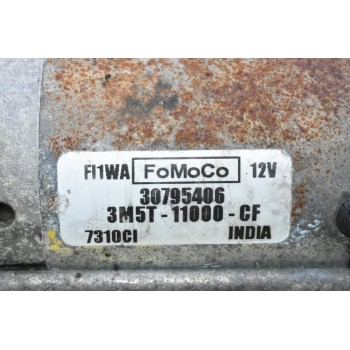 FI1WA FoMoCo 12V
30795406
3M5T-11000-CF
7310CI INDIA